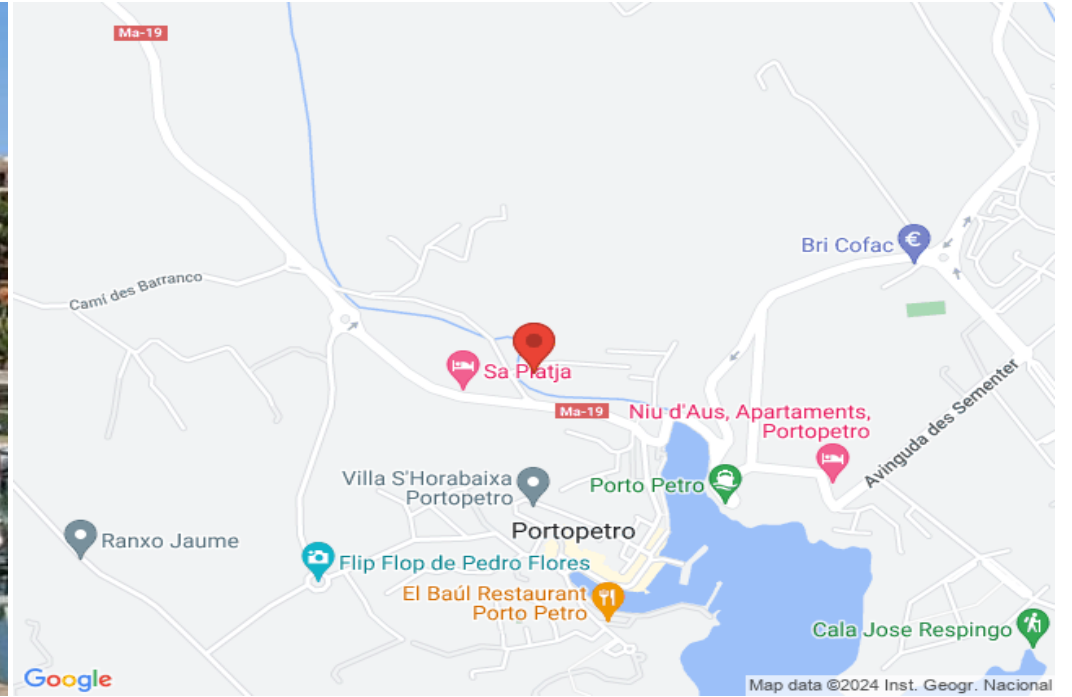 Ma-19
Bri Cofac
Camí des Barranco
Sa Platja
Ma-19
Niu d'Aus, Apartaments,
Portopetro
Avinguda des Sementer
Villa S'Horabaixa
Portopetro
Porto Petro
Portopetro
Ranxo Jaume
Flip Flop de Pedro Flores
El Baúl Restaurant
Porto Petro
Cala Jose Respingo
Google
Map data ©2024 Inst. Geogr. Nacional